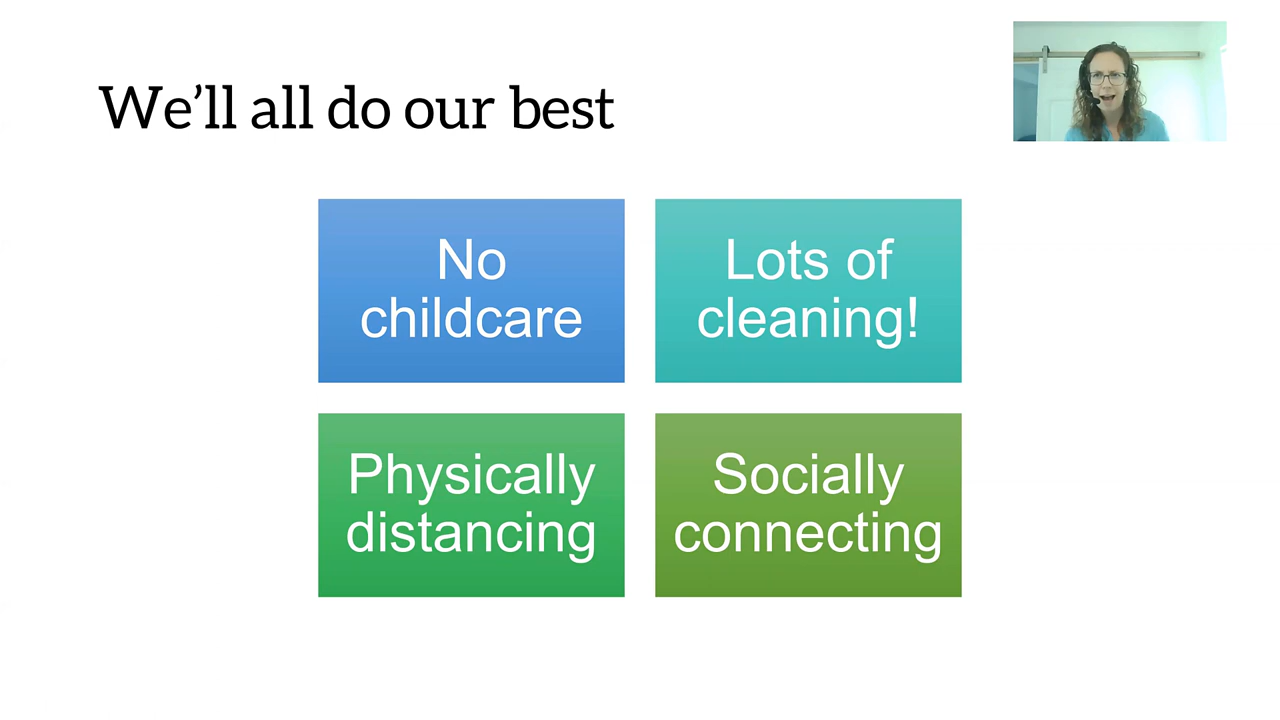 We’ll all do our best
No
childcare
Lots of
cleaning!
Physically
distancing
Socially
connecting